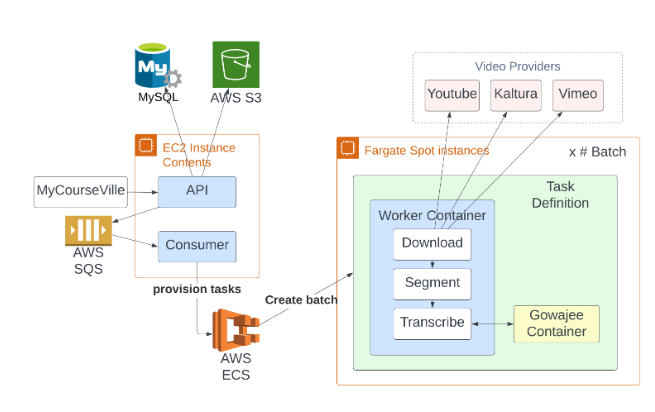 Video Providers
Youtube
Kaltura
Vimeo
My
MySQL
AWS S3
EC2 Instance
Contents
MyCourseVille
API
AWS
SQS
Consumer
provision tasks
AWS
ECS
Create batch
Fargate Spot instances
x # Batch
Task
Definition
Worker Container
Download
Segment
Transcribe
Gowajee
Container